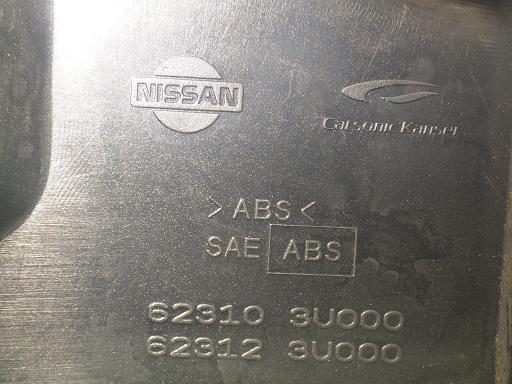 NISSAN
Calsonic Kansei
>ABS<
SAE ABS
62310 3U000
62312 3U000